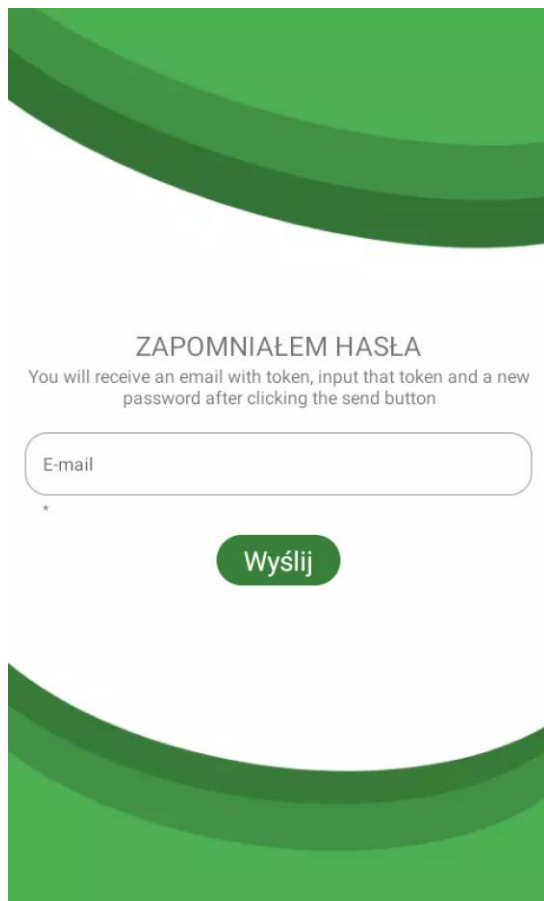 ZAPOMNIAŁEM HASŁA
You will receive an email with token, input that token and a new
password after clicking the send button
E-mail
*
Wyślij